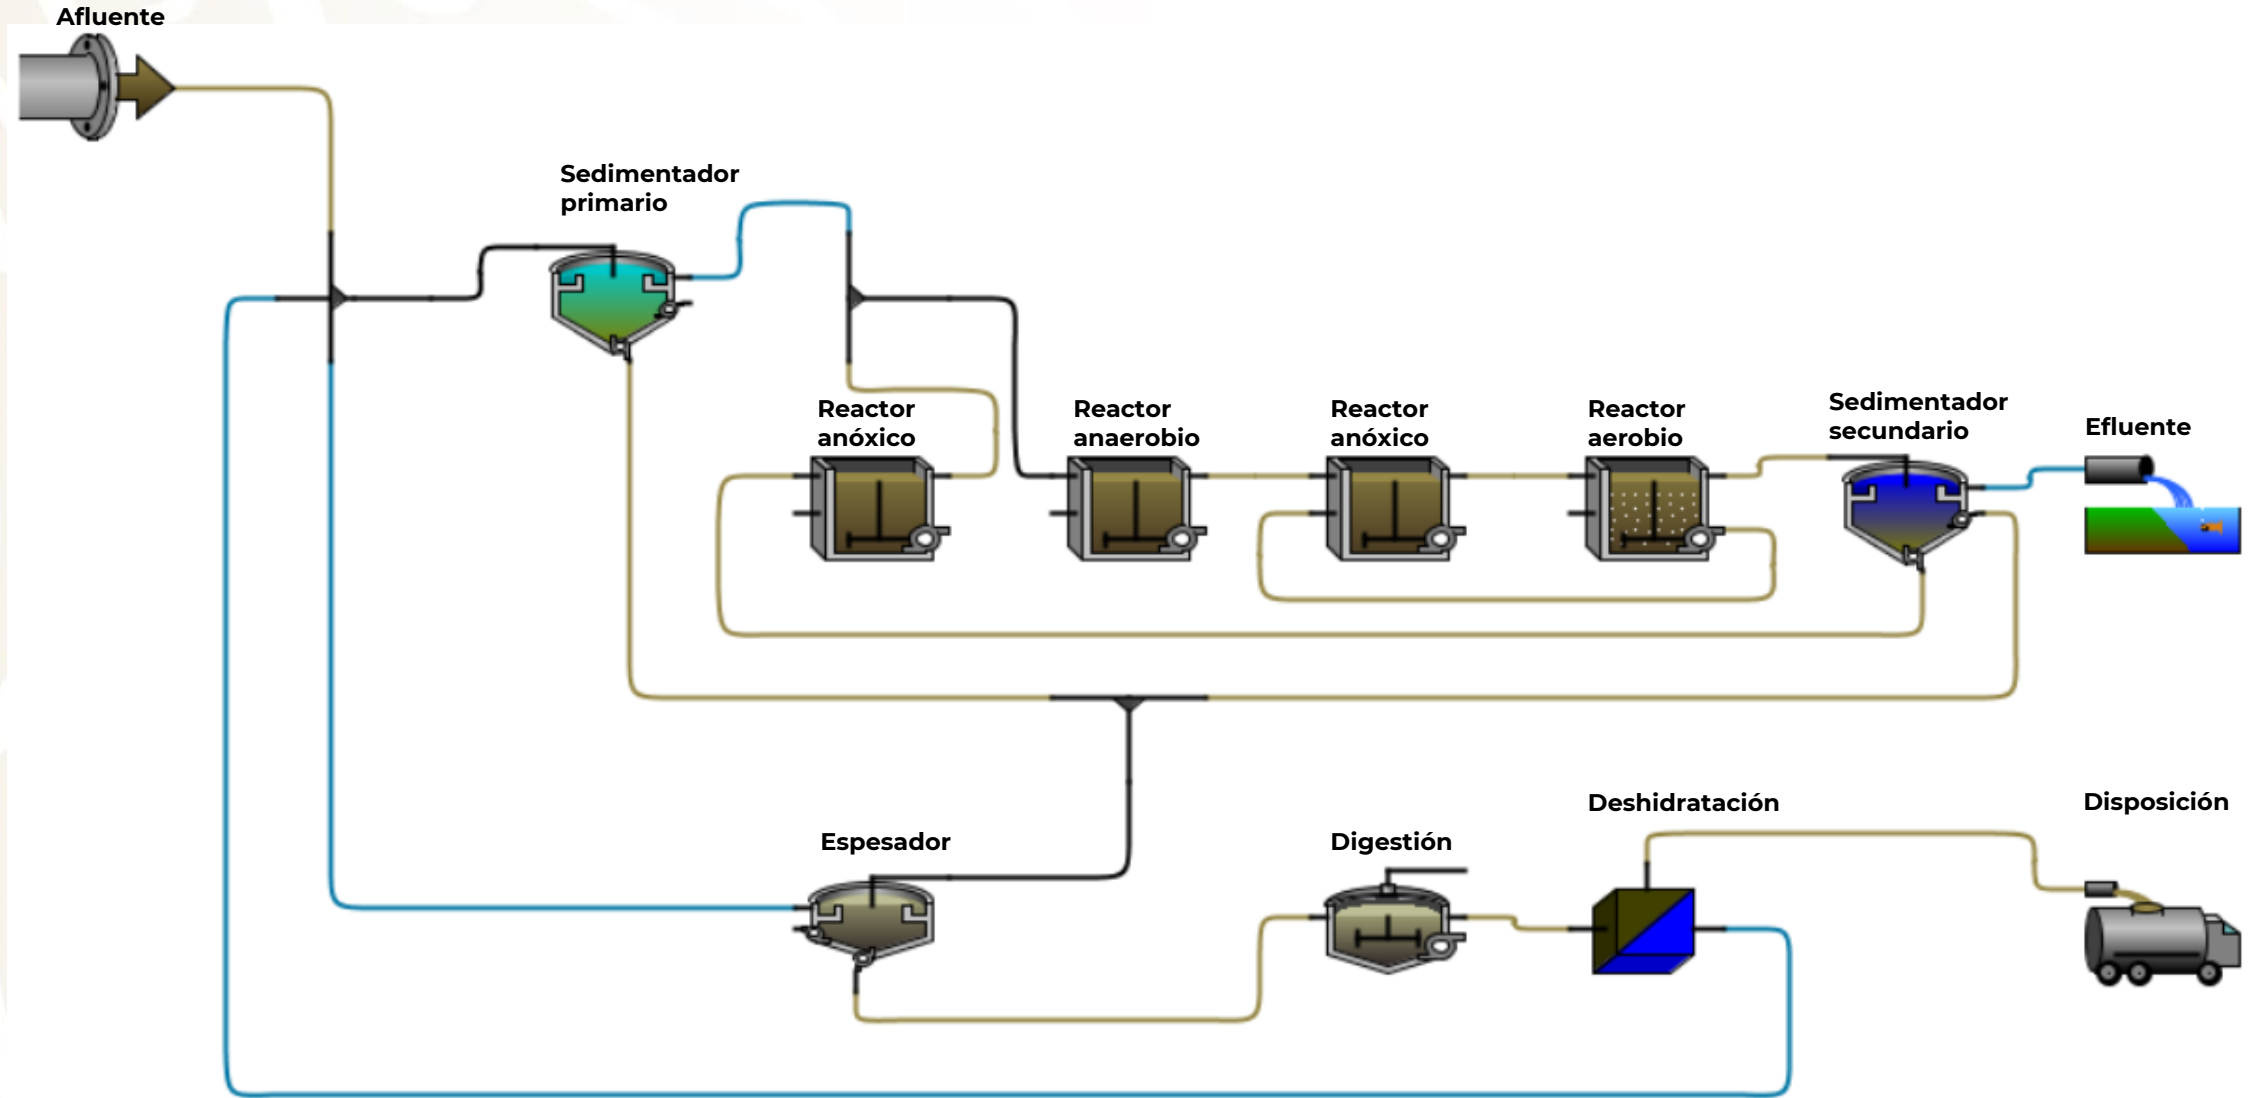 Afluente
Sedimentador
primario
Reactor
anóxico
Reactor
anaerobio
Reactor
anóxico
Reactor
aerobio
Sedimentador
secundario
Efluente
Espesador
Digestión
Deshidratación
Disposición